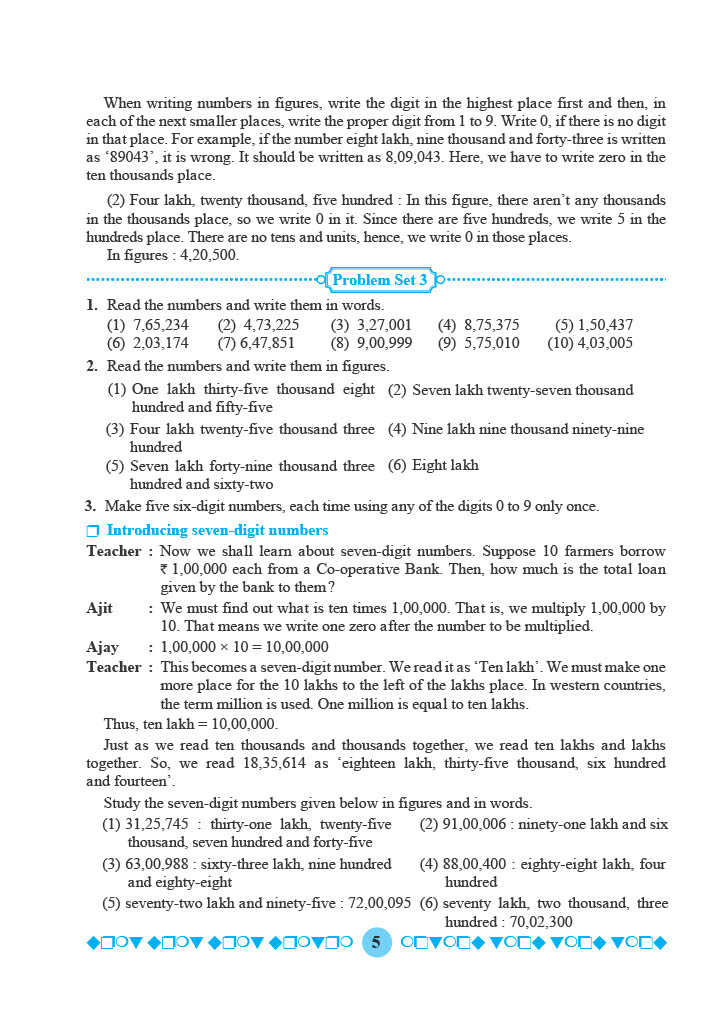 When writing numbers in figures, write the digit in the highest place first and then, in
each of the next smaller places, write the proper digit from 1 to 9. Write 0, if there is no digit
in that place. For example, if the number eight lakh, nine thousand and forty-three is written
as ‘89043’, it is wrong. It should be written as 8,09,043. Here, we have to write zero in the
ten thousands place.
(2) Four lakh, twenty thousand, five hundred : In this figure, there aren’t any thousands
in the thousands place, so we write 0 in it. Since there are five hundreds, we write 5 in the
hundreds place. There are no tens and units, hence, we write 0 in those places.
In figures : 4,20,500.
Problem Set 3
1. Read the numbers and write them in words.
(1) 7,65,234 (2) 4,73,225 (3) 3,27,001 (4) 8,75,375 (5) 1,50,437
(6) 2,03,174 (7) 6,47,851 (8) 9,00,999 (9) 5,75,010 (10) 4,03,005
2. Read the numbers and write them in figures.
(1) One lakh thirty-five thousand eight
hundred and fifty-five
(2) Seven lakh twenty-seven thousand
(3) Four lakh twenty-five thousand three
hundred
(4) Nine lakh nine thousand ninety-nine
(5) Seven lakh forty-nine thousand three
hundred and sixty-two
(6) Eight lakh
3. Make five six-digit numbers, each time using any of the digits 0 to 9 only once.
❒ Introducing seven-digit numbers
Teacher : Now we shall learn about seven-digit numbers. Suppose 10 farmers borrow
₹ 1,00,000 each from a Co-operative Bank. Then, how much is the total loan
given by the bank to them?
Ajit : We must find out what is ten times 1,00,000. That is, we multiply 1,00,000 by
10. That means we write one zero after the number to be multiplied.
Ajay : 1,00,000 × 10 = 10,00,000
Teacher : This becomes a seven-digit number. We read it as ‘Ten lakh’. We must make one
more place for the 10 lakhs to the left of the lakhs place. In western countries,
the term million is used. One million is equal to ten lakhs.
Thus, ten lakh = 10,00,000.
Just as we read ten thousands and thousands together, we read ten lakhs and lakhs
together. So, we read 18,35,614 as ‘eighteen lakh, thirty-five thousand, six hundred
and fourteen’.
Study the seven-digit numbers given below in figures and in words.
(1) 31,25,745 : thirty-one lakh, twenty-five
thousand, seven hundred and forty-five
(2) 91,00,006 : ninety-one lakh and six
(3) 63,00,988 : sixty-three lakh, nine hundred
and eighty-eight
(4) 88,00,400 : eighty-eight lakh, four
hundred
(5) seventy-two lakh and ninety-five : 72,00,095
(6) seventy lakh, two thousand, three
hundred : 70,02,300
5